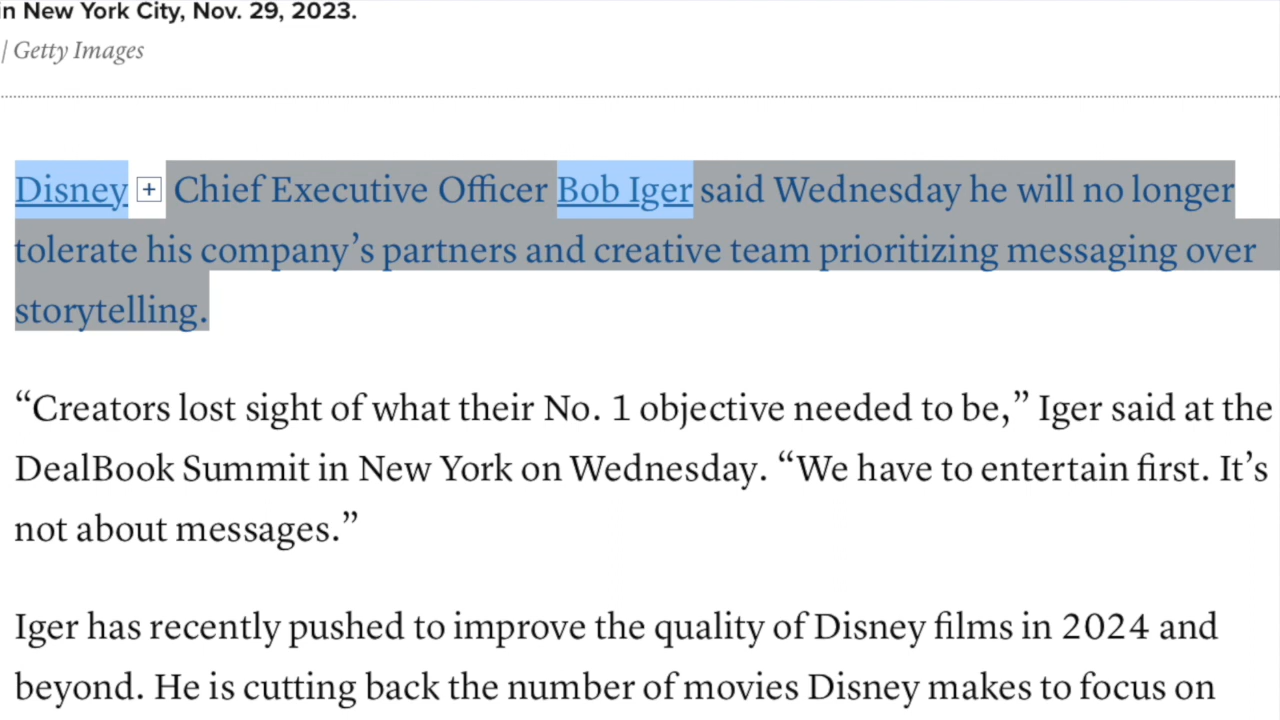 in New York City, Nov. 29, 2023.
| Getty Images
Disney + Chief Executive Officer Bob Iger said Wednesday he will no longer
tolerate his company’s partners and creative team prioritizing messaging over
storytelling.
“Creators lost sight of what their No. 1 objective needed to be,” Iger said at the
DealBook Summit in New York on Wednesday. “We have to entertain first. It’s
not about messages.”
Iger has recently pushed to improve the quality of Disney films in 2024 and
beyond. He is cutting back the number of movies Disney makes to focus on